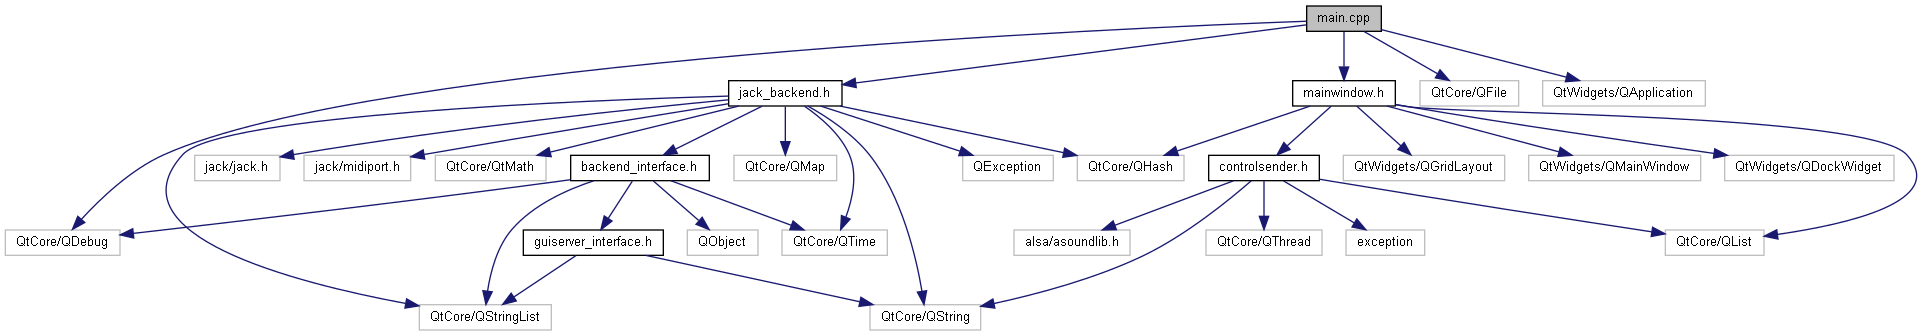 main.cpp
jack_backend.h
mainwindow.h
QtCore/QFile
QtWidgets/QApplication
jack/jack.h
jack/midiport.h
QtCore/QtMath
backend_interface.h
QtCore/QMap
QException
QtCore/QHash
controlsender.h
QtWidgets/QGridLayout
QtWidgets/QMainWindow
QtWidgets/QDockWidget
QtCore/QDebug
guiserver_interface.h
QObject
QtCore/QTime
alsa/asoundlib.h
QtCore/QThread
exception
QtCore/QList
QtCore/QStringList
QtCore/QString